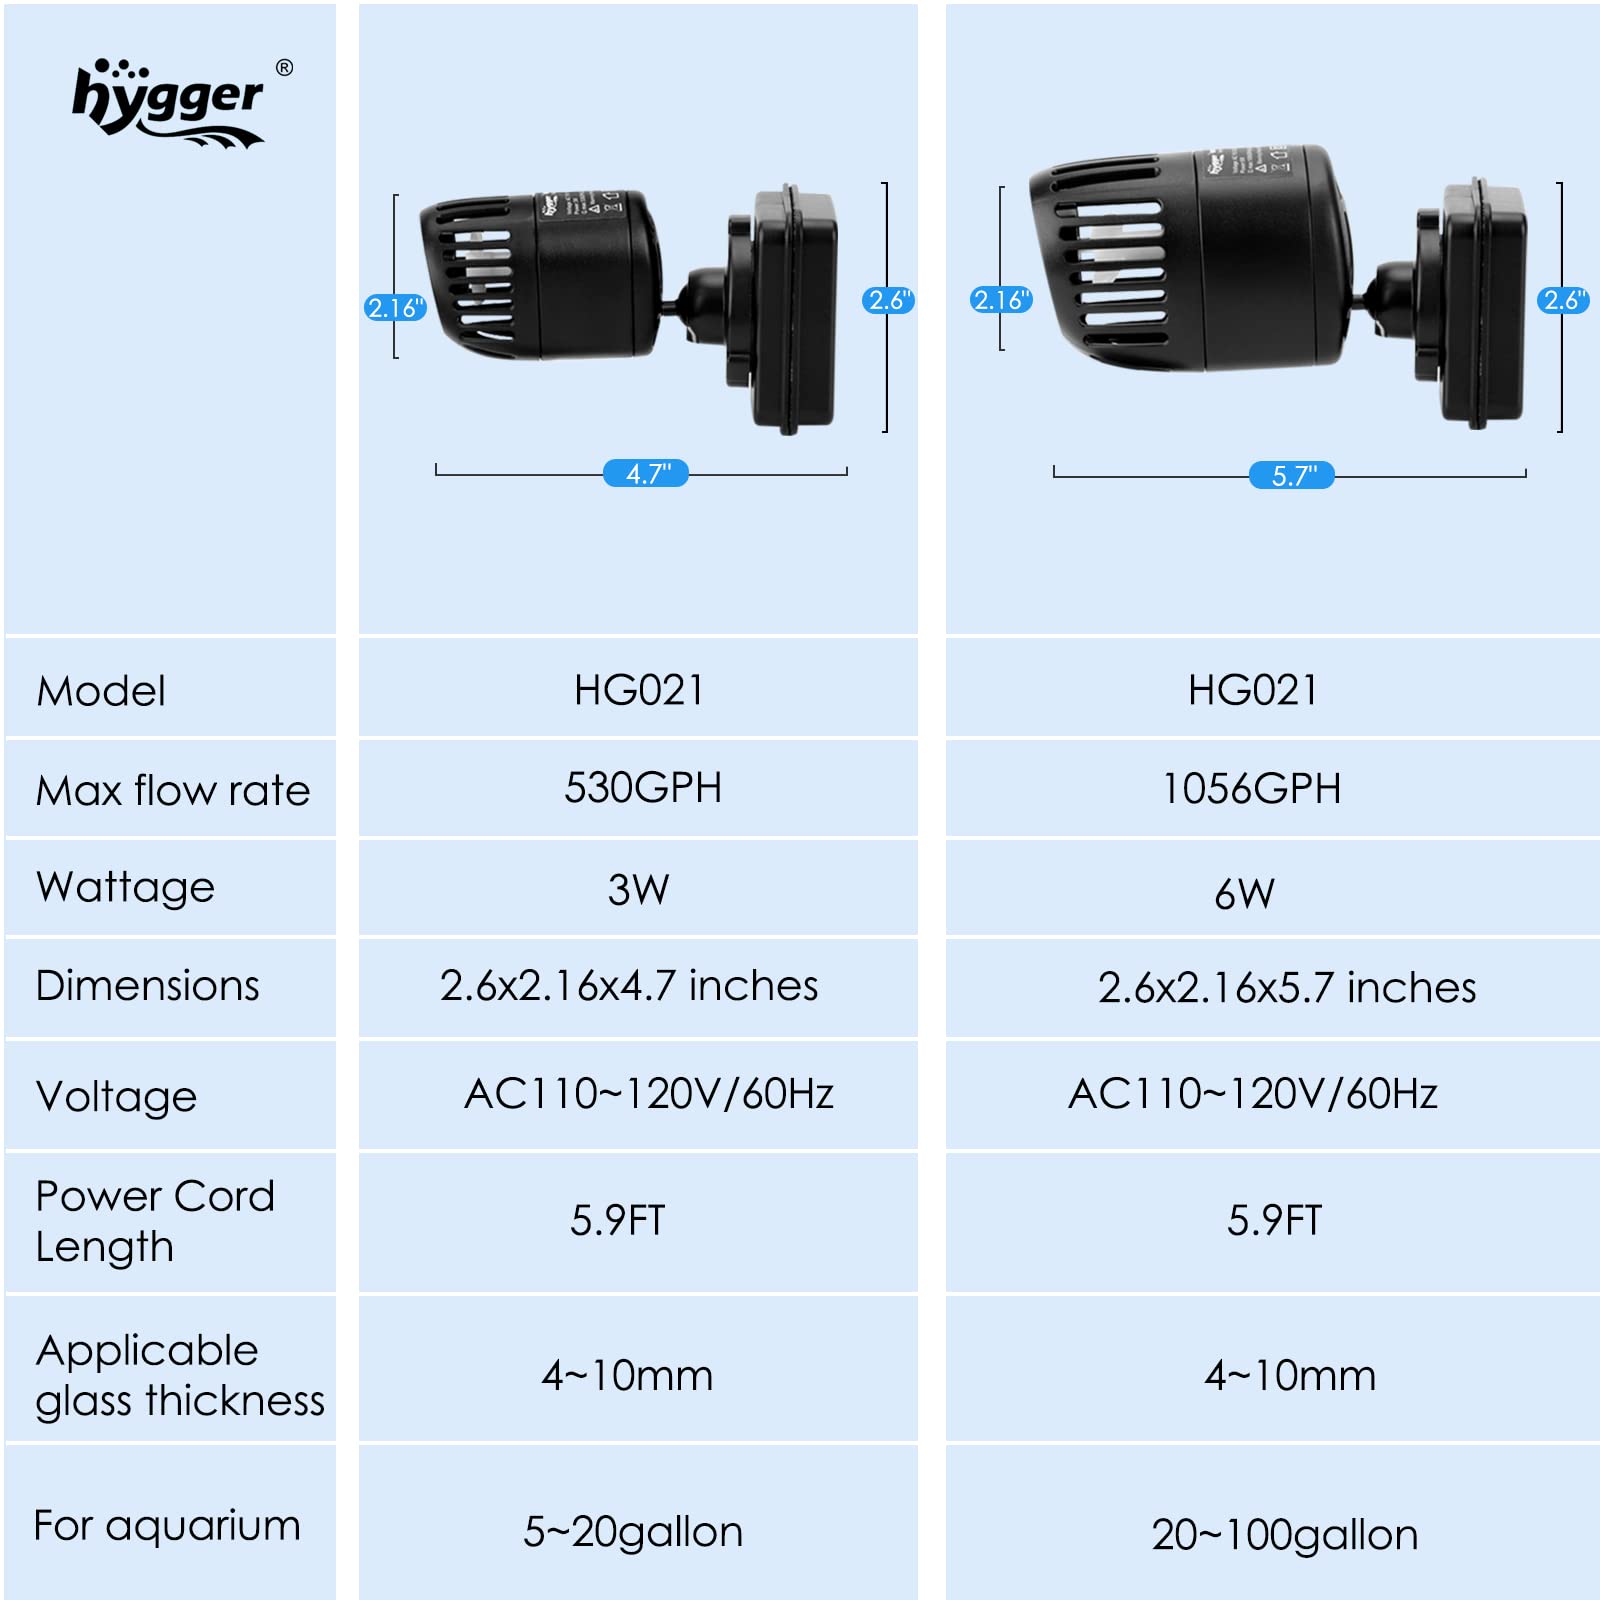 hygger ®
2.16"
2.6"
4.7"
2.16"
2.6"
5.7"
hygger
hygger
Model HG021 HG021
Max flow rate 530GPH 1056GPH
Wattage 3W 6W
Dimensions 2.6x2.16x4.7 inches 2.6x2.16x5.7 inches
Voltage AC110~120V/60Hz AC110~120V/60Hz
Power Cord
Length 5.9FT 5.9FT
Applicable
glass thickness 4~10mm 4~10mm
For aquarium 5~20gallon 20~100gallon